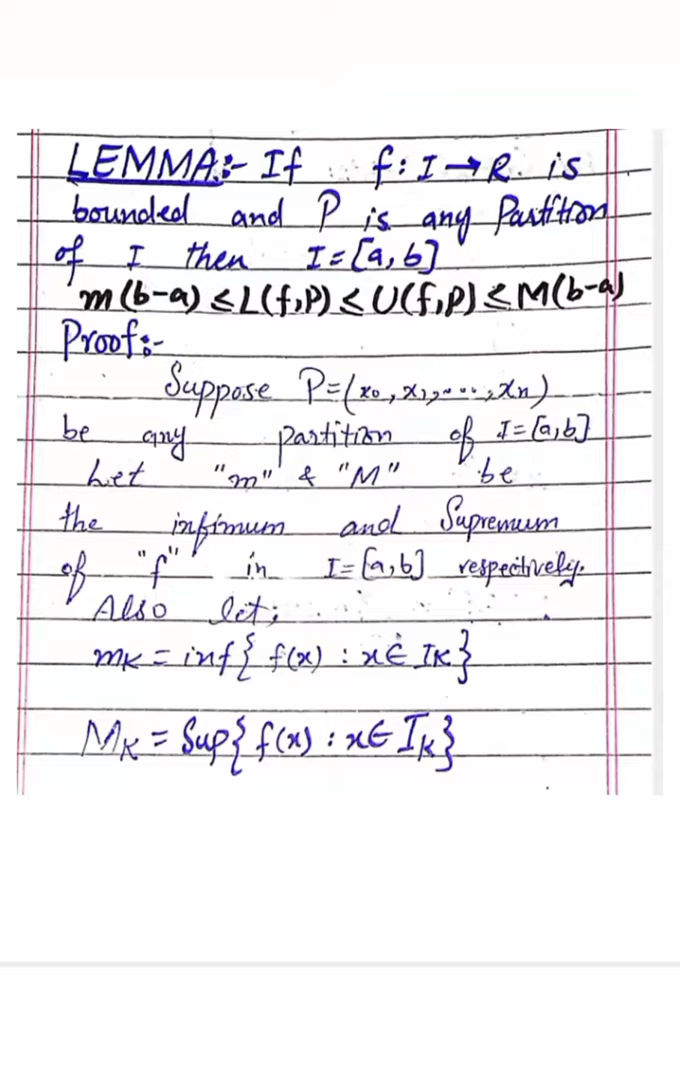 LEMMA:- If f: I → R. is
bounded and P is any Partition
of I then I = [a, b]
m(b-a) ≤ L(f,P) ≤ U(f,P) ≤ M(b-a)
Proof:-
Suppose P=(x₀, x₁, ...., xₙ)
be any partition of I=[a,b]
Let "m" & "M" be
the infimum and Supremum
of "f" in I=[a,b] respectively.
Also let;
mₖ = inf{ f(x) : x∈ Iₖ}
Mₖ = Sup{ f(x) : x∈ Iₖ}